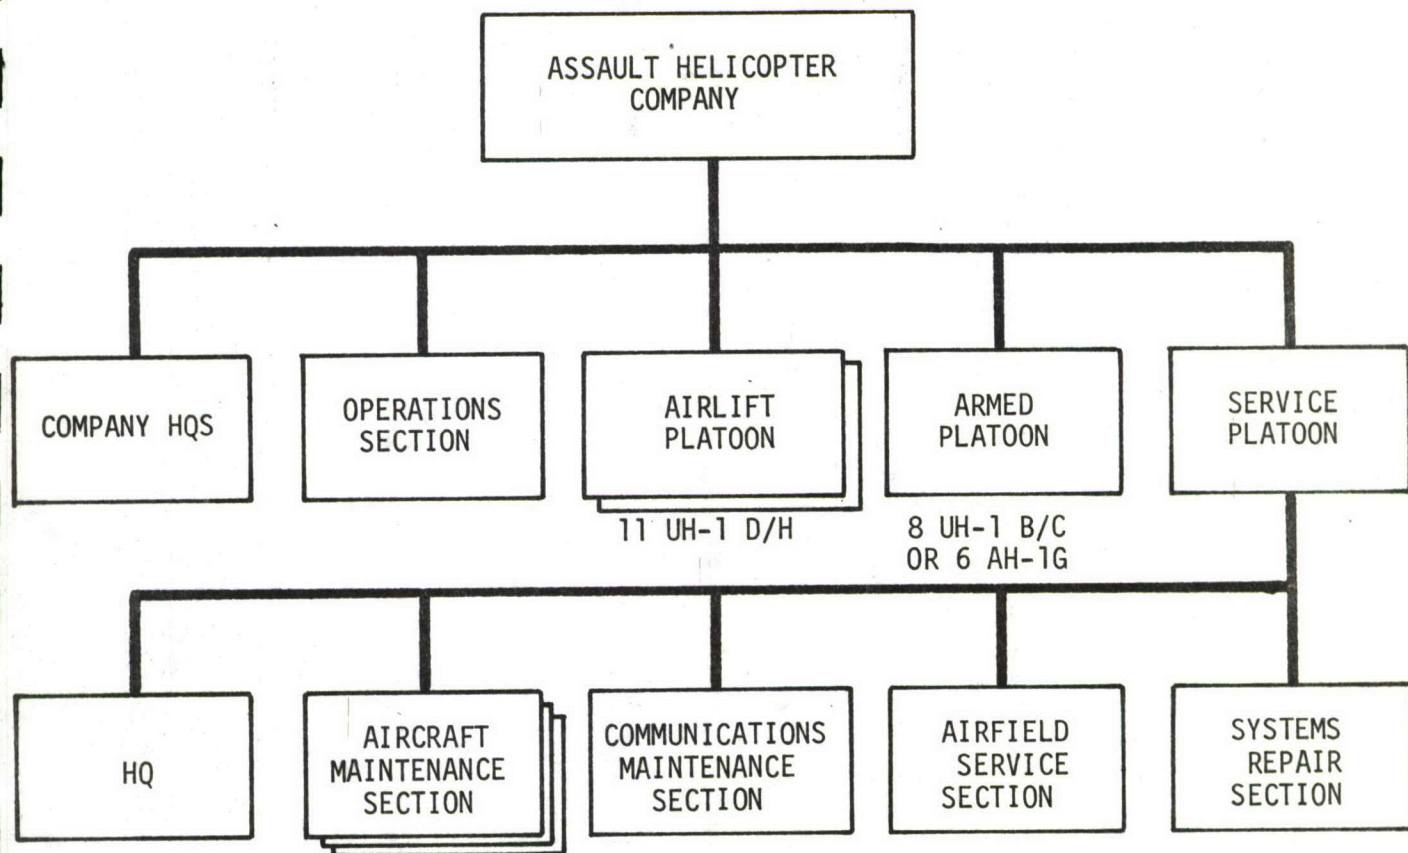 ASSAULT HELICOPTER
COMPANY
COMPANY HQS
OPERATIONS
SECTION
AIRLIFT
PLATOON
ARMED
PLATOON
SERVICE
PLATOON
11 UH-1 D/H
8 UH-1 B/C
OR 6 AH-1G
HQ
AIRCRAFT
MAINTENANCE
SECTION
COMMUNICATIONS
MAINTENANCE
SECTION
AIRFIELD
SERVICE
SECTION
SYSTEMS
REPAIR
SECTION